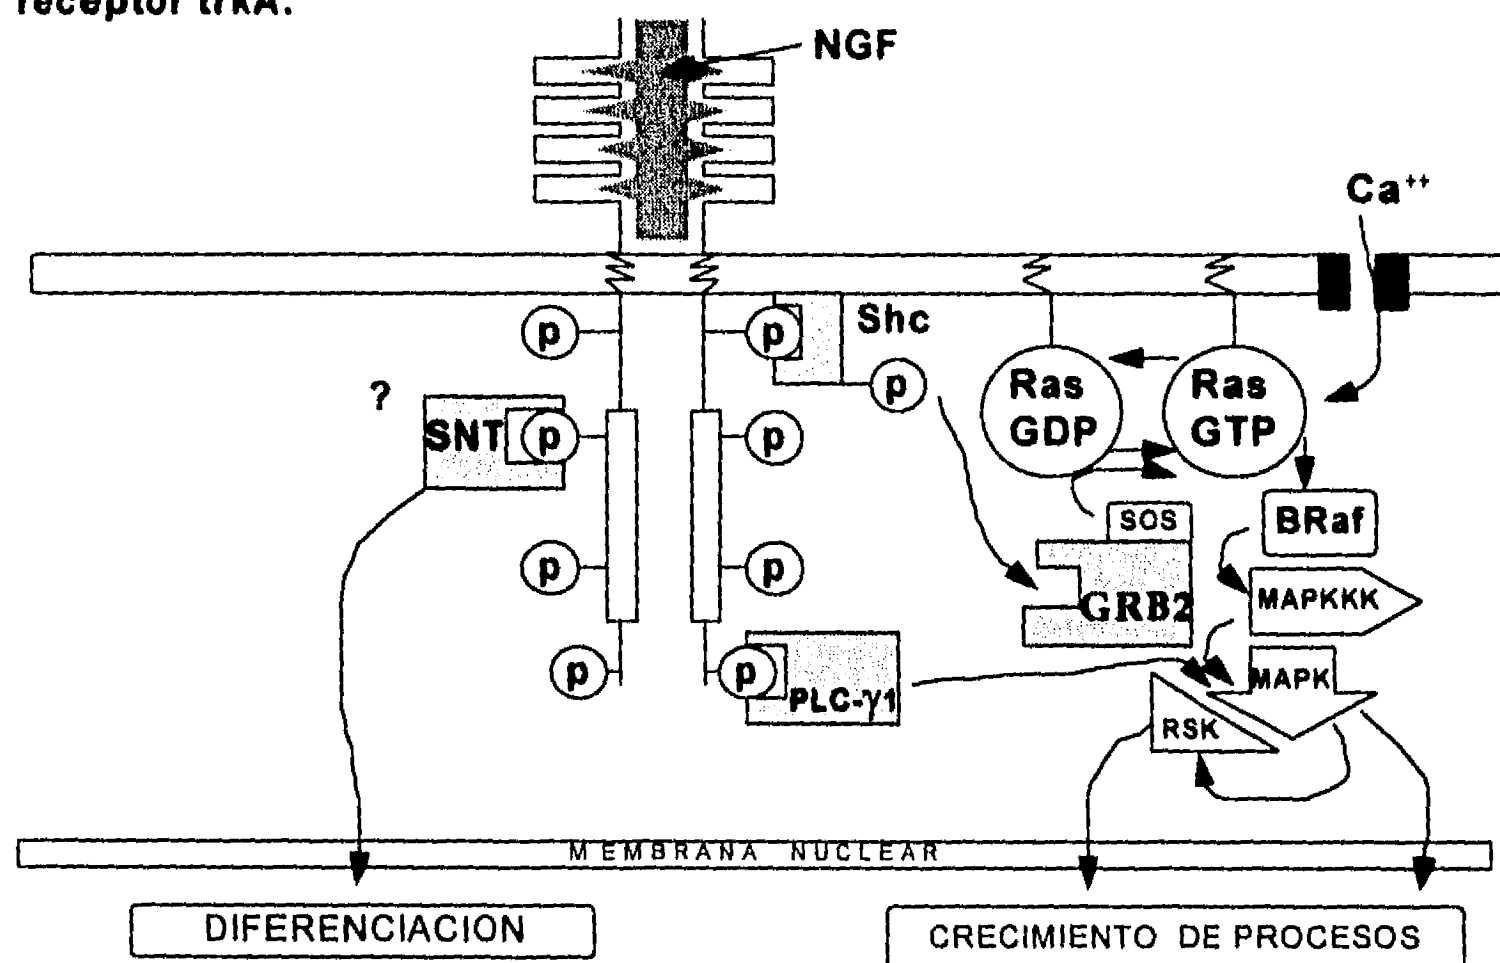 receptor trkA.
NGF
Ca⁺⁺
p
p
Shc
p
Ras
GDP
Ras
GTP
?
SNT
p
p
SOS
BRaf
GRB2
MAPKKK
p
p
p
p
PLC-γ1
MAPK
RSK
MEMBRANA NUCLEAR
DIFERENCIACION
CRECIMIENTO DE PROCESOS